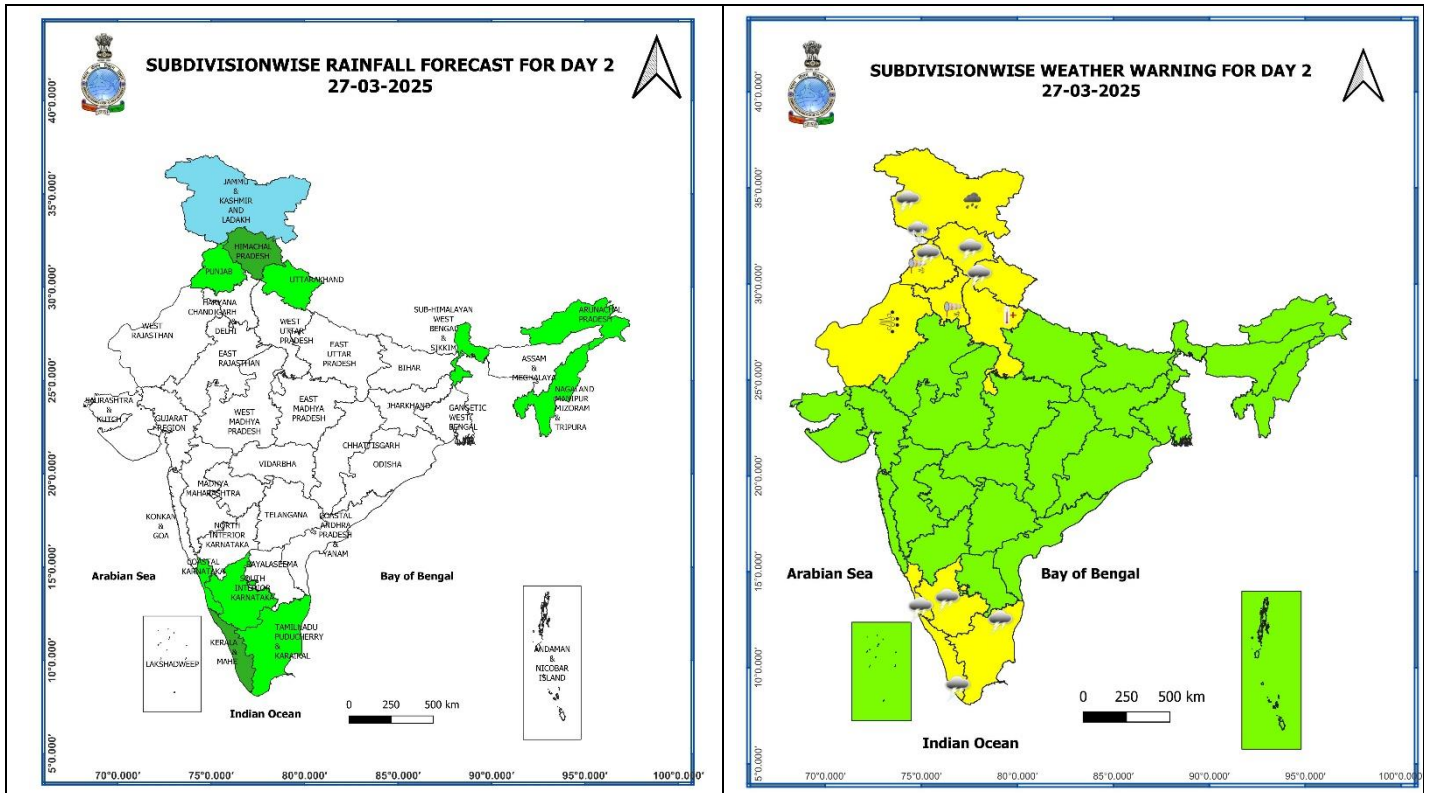 SUBDIVISIONWISE RAINFALL FORECAST FOR DAY 2
27-03-2025
JAMMU
&
KASHMIR
AND
LADAKH
HIMACHAL
PRADESH
PUNJAB
UTTARAKHAND
HARYANA
CHANDIGARH
&
DELHI
WEST
RAJASTHAN
WEST
UTTAR
PRADESH
EAST
RAJASTHAN
EAST
UTTAR
PRADESH
SUB-HIMALAYAN
WEST
BENGAL
&
SIKKIM
ARUNACHAL
PRADESH
ASSAM
&
MEGHALAYA
BIHAR
NAGALAND
MANIPUR
MIZORAM
&
TRIPURA
SAURASHTRA
&
KUTCH
GUJARAT
REGION
WEST
MADHYA
PRADESH
EAST
MADHYA
PRADESH
JHARKHAND
GANGETIC
WEST
BENGAL
CHHATTISGARH
ODISHA
VIDARBHA
MADHYA
MAHARASHTRA
KONKAN
&
GOA
NORTH
INTERIOR
KARNATAKA
TELANGANA
COASTAL
ANDHRA
PRADESH
&
YANAM
COASTAL
KARNATAKA
RAYALASEEMA
SOUTH
INTERIOR
KARNATAKA
TAMILNADU
PUDUCHERRY
&
KARAIKAL
KERALA
&
MAHE
LAKSHADWEEP
ANDAMAN
&
NICOBAR
ISLAND
Arabian Sea
Bay of Bengal
Indian Ocean
0 250 500 km
40°0.000'
35°0.000'
30°0.000'
25°0.000'
20°0.000'
15°0.000'
10°0.000'
5°0.000'
70°0.000' 75°0.000' 80°0.000' 85°0.000' 90°0.000' 95°0.000' 100°0.000'
SUBDIVISIONWISE WEATHER WARNING FOR DAY 2
27-03-2025
Arabian Sea
Bay of Bengal
Indian Ocean
0 250 500 km
40°0.000'
35°0.000'
30°0.000'
25°0.000'
20°0.000'
15°0.000'
10°0.000'
5°0.000'
70°0.000' 75°0.000' 80°0.000' 85°0.000' 90°0.000' 95°0.000' 100°0.000'